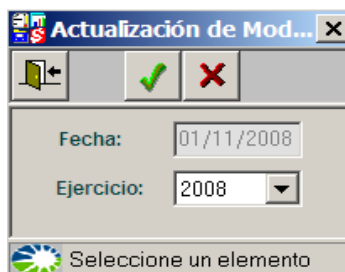 Actualización de Mod...
Fecha: 01/11/2008
Ejercicio: 2008
Seleccione un elemento